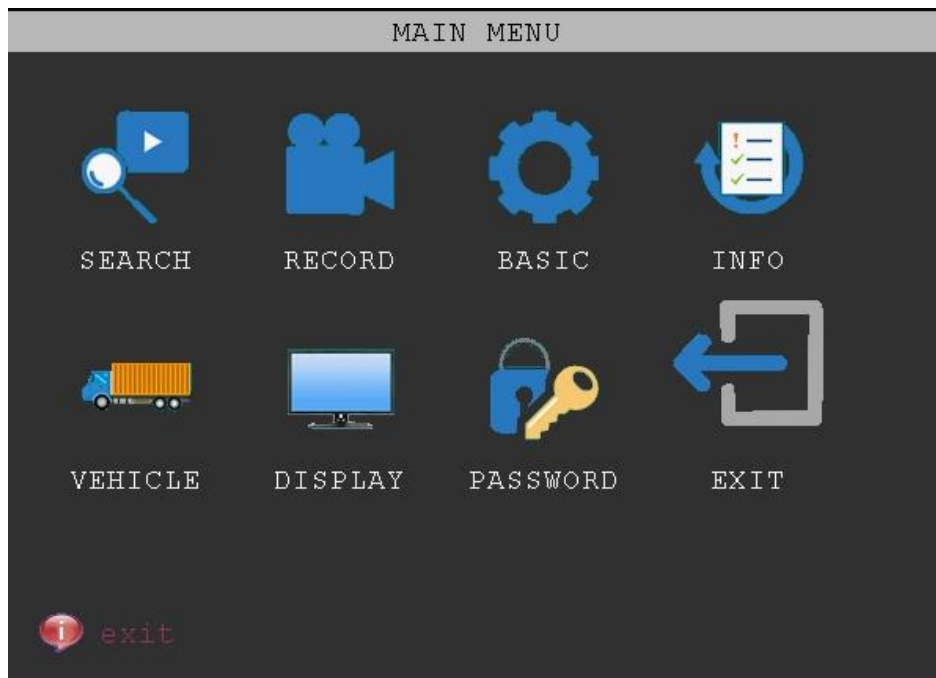 MAIN MENU
SEARCH RECORD BASIC INFO
VEHICLE DISPLAY PASSWORD EXIT
exit